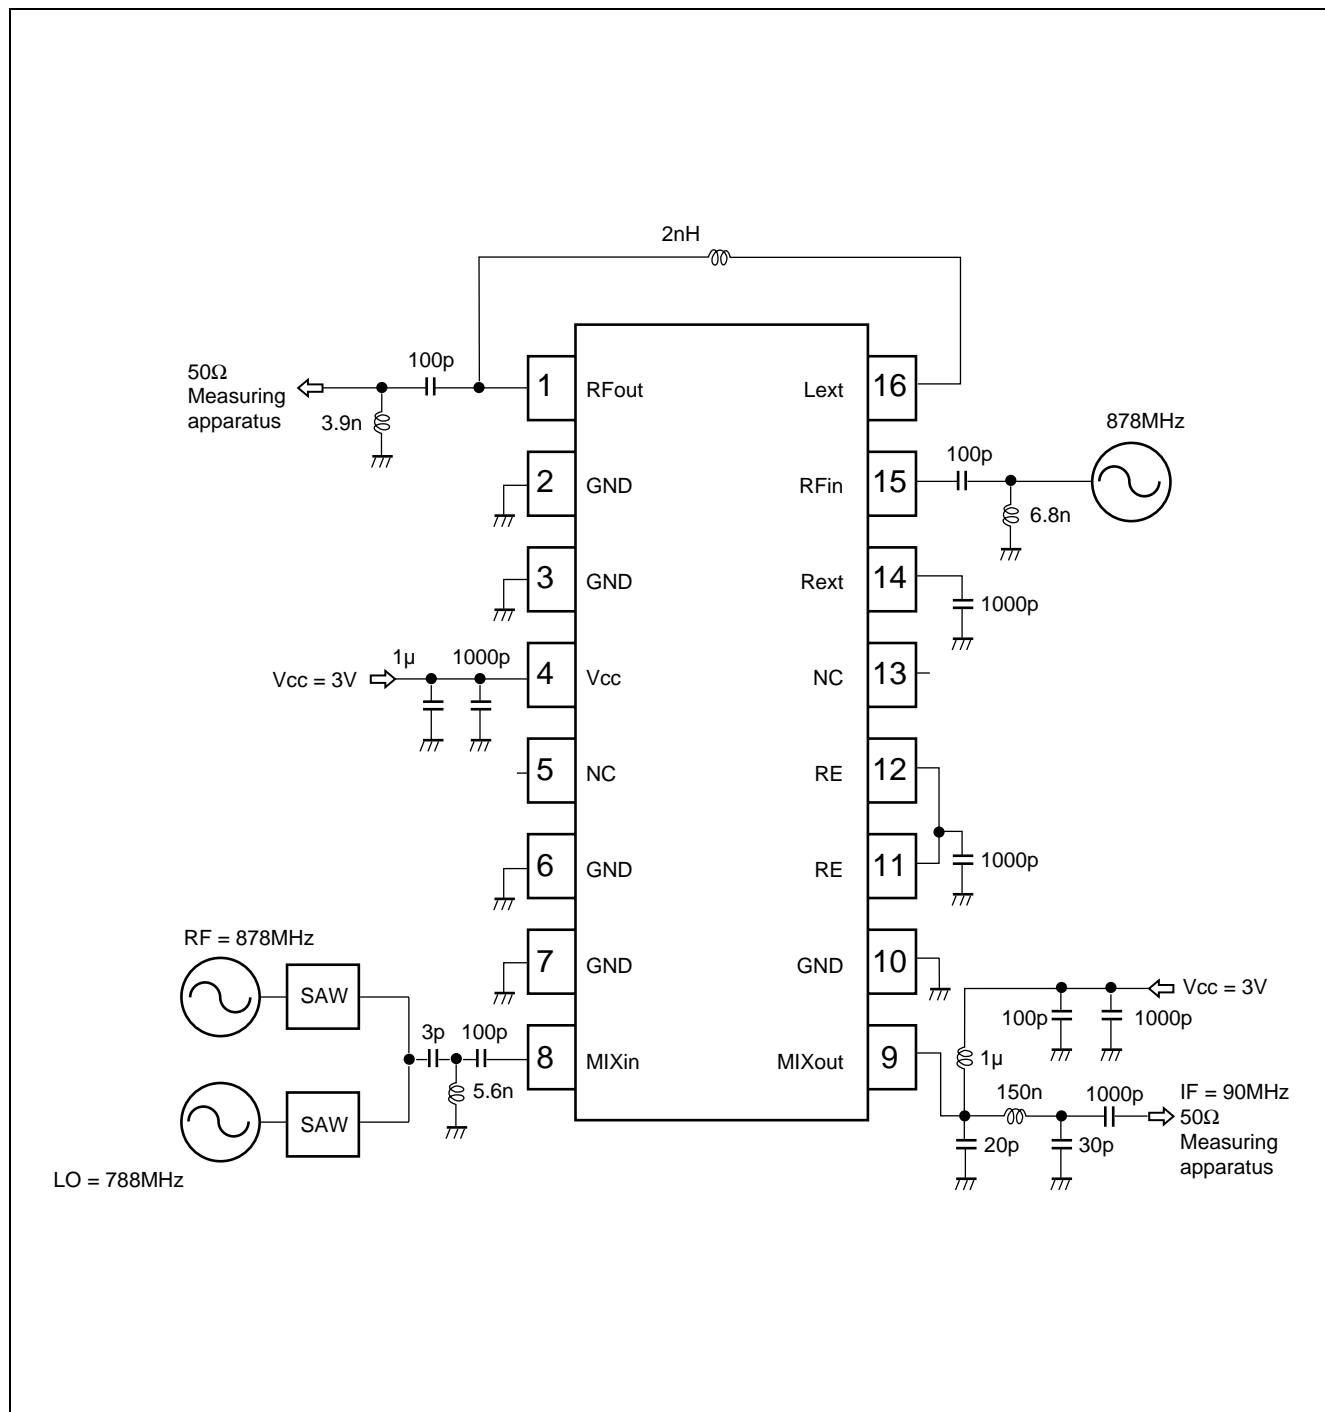 2nH
100p
50Ω
Measuring
apparatus
3.9n
1
RFout
Lext
16
878MHz
100p
2
GND
RFin
15
6.8n
3
GND
Rext
14
1000p
1µ
1000p
Vcc = 3V
4
Vcc
NC
13
5
NC
RE
12
6
GND
RE
11
1000p
RF = 878MHz
7
GND
GND
10
SAW
Vcc = 3V
100p
1000p
3p
100p
8
MIXin
MIXout
9
1µ
5.6n
150n
1000p
IF = 90MHz
50Ω
Measuring
apparatus
SAW
20p
30p
LO = 788MHz